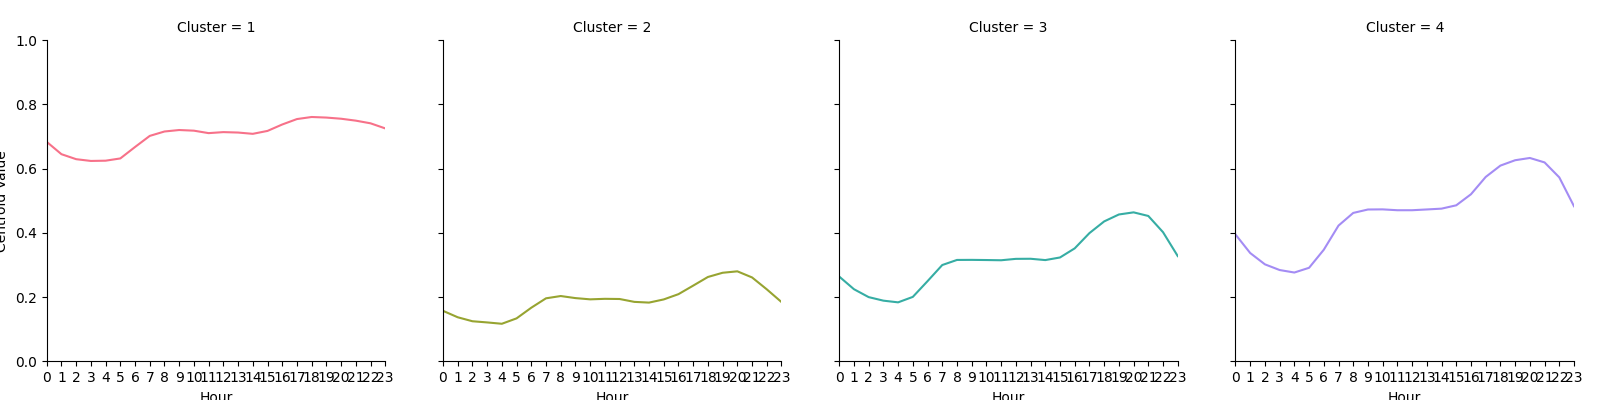 Cluster = 1
Cluster = 2
Cluster = 3
Cluster = 4
1.0
0.8
0.6
0.4
0.2
0.0
Centroid Value
0 1 2 3 4 5 6 7 8 9 10 11 12 13 14 15 16 17 18 19 20 21 22 23
0 1 2 3 4 5 6 7 8 9 10 11 12 13 14 15 16 17 18 19 20 21 22 23
0 1 2 3 4 5 6 7 8 9 10 11 12 13 14 15 16 17 18 19 20 21 22 23
0 1 2 3 4 5 6 7 8 9 10 11 12 13 14 15 16 17 18 19 20 21 22 23
Hour
Hour
Hour
Hour